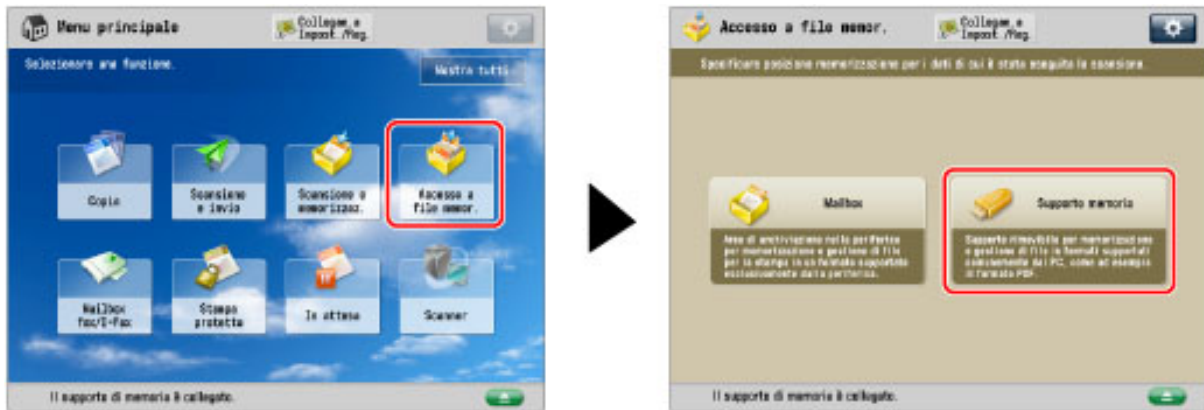 Menu principale
Collegam. e
Impost./Reg.
Selezionare una funzione.
Mostra tutti
Copia
Scansione
e invio
Scansione e
memorizzaz.
Accesso a
file memor.
Mailbox
fax/I-Fax
Stampa
protetta
In attesa
Scanner
Il supporto di memoria è collegato.
Accesso a file memor.
Collegam. e
Impost./Reg.
Specificare posizione memorizzazione per i dati di cui è stata eseguita la scansione.
Mailbox
Area di archiviazione nella periferica
per memorizzazione e gestione di file
per la stampa in un formato supportato
esclusivamente dalla periferica.
Supporto memoria
Supporto rimovibile per memorizzazione
e gestione di file in formati supportati
comunemente dai PC, come ad esempio
il formato PDF.
Il supporto di memoria è collegato.